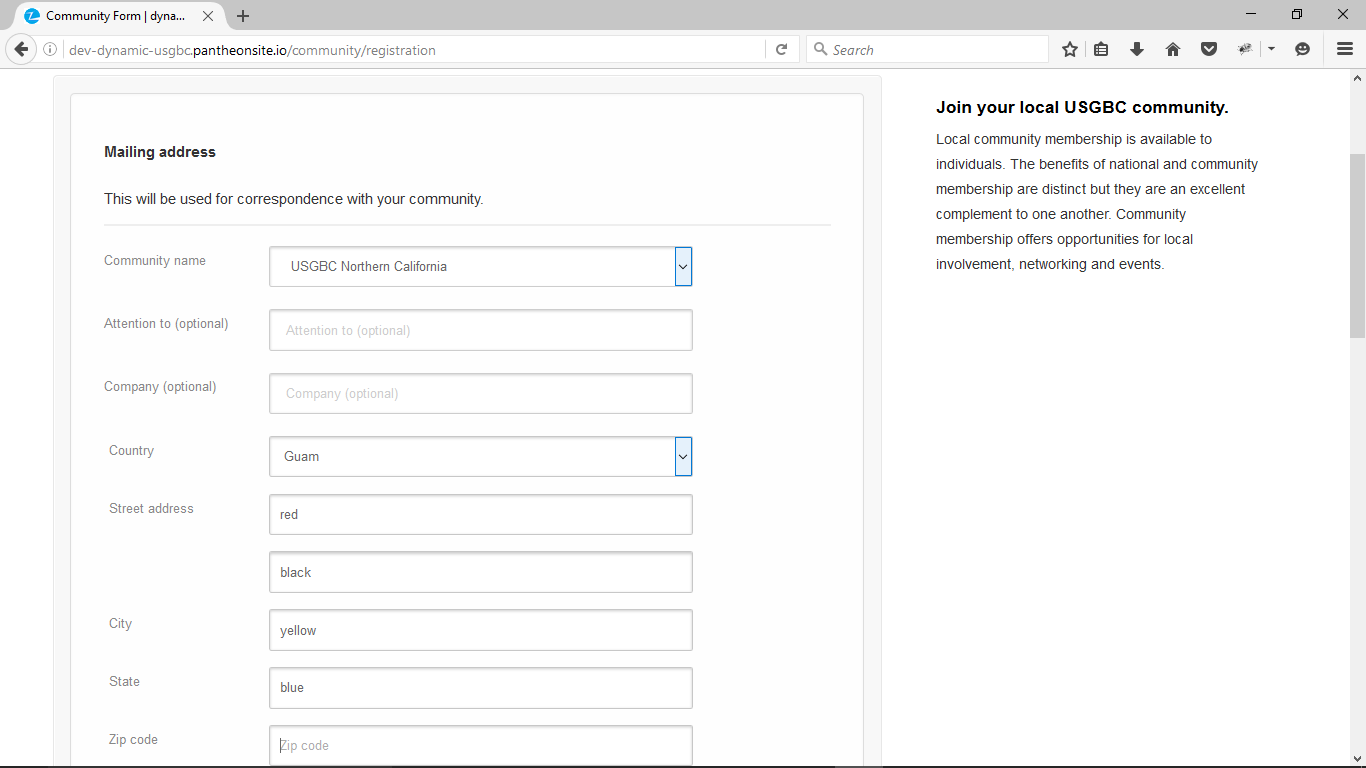 Community Form | dyna...
dev-dynamic-usgbc.pantheonsite.io/community/registration
Search
Mailing address
This will be used for correspondence with your community.
Community name
USGBC Northern California
Attention to (optional)
Attention to (optional)
Company (optional)
Company (optional)
Country
Guam
Street address
red
black
City
yellow
State
blue
Zip code
Zip code
Join your local USGBC community.
Local community membership is available to
individuals. The benefits of national and community
membership are distinct but they are an excellent
complement to one another. Community
membership offers opportunities for local
involvement, networking and events.